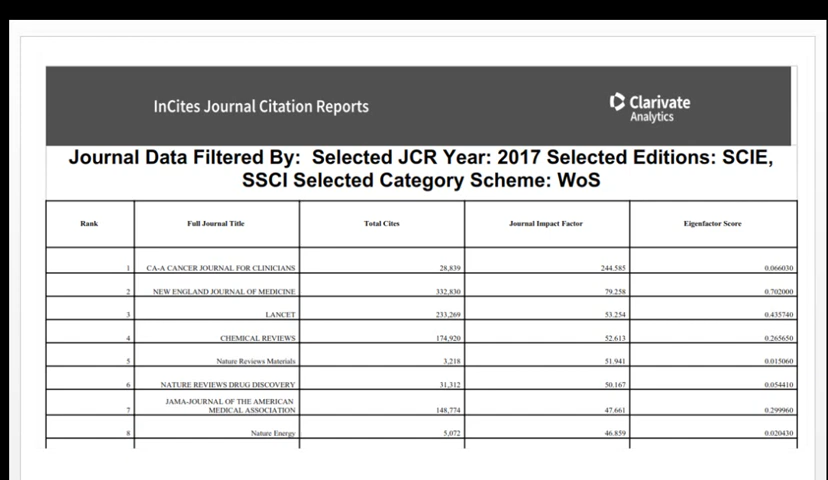 InCites Journal Citation Reports
Clarivate
Analytics
Journal Data Filtered By: Selected JCR Year: 2017 Selected Editions: SCIE,
SSCI Selected Category Scheme: WoS
Rank Full Journal Title Total Cites Journal Impact Factor Eigenfactor Score
1 CA-A CANCER JOURNAL FOR CLINICIANS 28,839 244.585 0.066030
2 NEW ENGLAND JOURNAL OF MEDICINE 332,830 79.258 0.702000
3 LANCET 233,269 53.254 0.435740
4 CHEMICAL REVIEWS 174,920 52.613 0.265650
5 Nature Reviews Materials 3,218 51.941 0.015060
6 NATURE REVIEWS DRUG DISCOVERY 31,312 50.167 0.054410
JAMA-JOURNAL OF THE AMERICAN
7 MEDICAL ASSOCIATION 148,774 47.661 0.299960
8 Nature Energy 5,072 46.859 0.020430